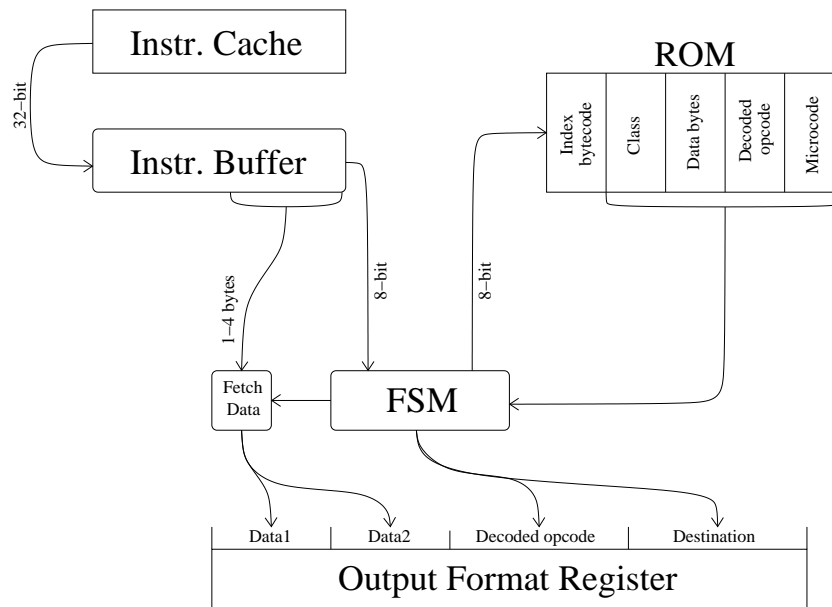 Instr. Cache
ROM
32−bit
Index
bytecode
Class
Data bytes
Decoded
opcode
Microcode
Instr. Buffer
1−4 bytes
8−bit
8−bit
Fetch
Data
FSM
Data1
Data2
Decoded opcode
Destination
Output Format Register